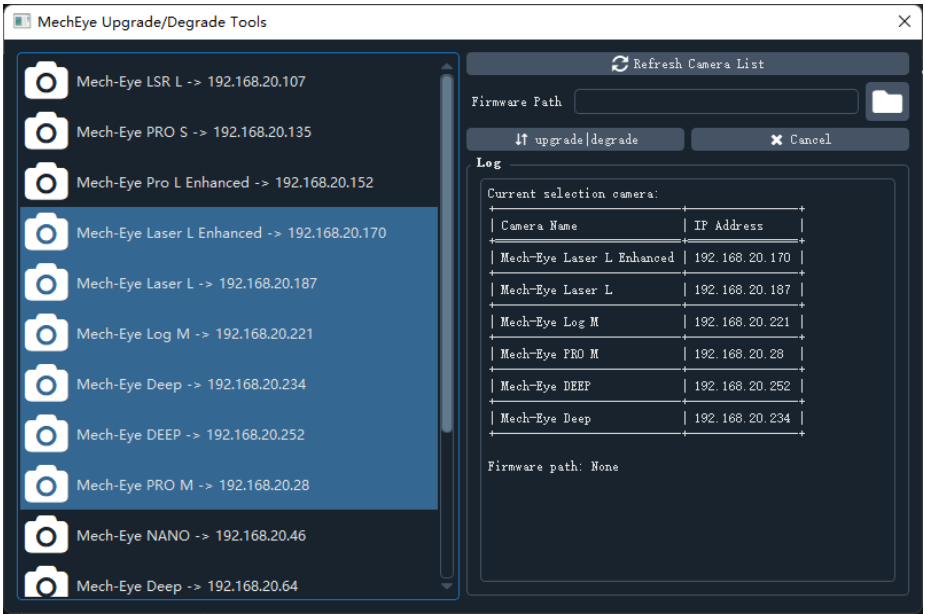 MechEye Upgrade/Degrade Tools
Mech-Eye LSR L -> 192.168.20.107
Mech-Eye PRO S -> 192.168.20.135
Mech-Eye Pro L Enhanced -> 192.168.20.152
Mech-Eye Laser L Enhanced -> 192.168.20.170
Mech-Eye Laser L -> 192.168.20.187
Mech-Eye Log M -> 192.168.20.221
Mech-Eye Deep -> 192.168.20.234
Mech-Eye DEEP -> 192.168.20.252
Mech-Eye PRO M -> 192.168.20.28
Mech-Eye NANO -> 192.168.20.46
Mech-Eye Deep -> 192.168.20.64
Refresh Camera List
Firmware Path
upgrade|degrade
Cancel
Log
Current selection camera:
| Camera Name | IP Address |
| Mech-Eye Laser L Enhanced | 192.168.20.170 |
| Mech-Eye Laser L | 192.168.20.187 |
| Mech-Eye Log M | 192.168.20.221 |
| Mech-Eye PRO M | 192.168.20.28 |
| Mech-Eye DEEP | 192.168.20.252 |
| Mech-Eye Deep | 192.168.20.234 |
Firmware path: None